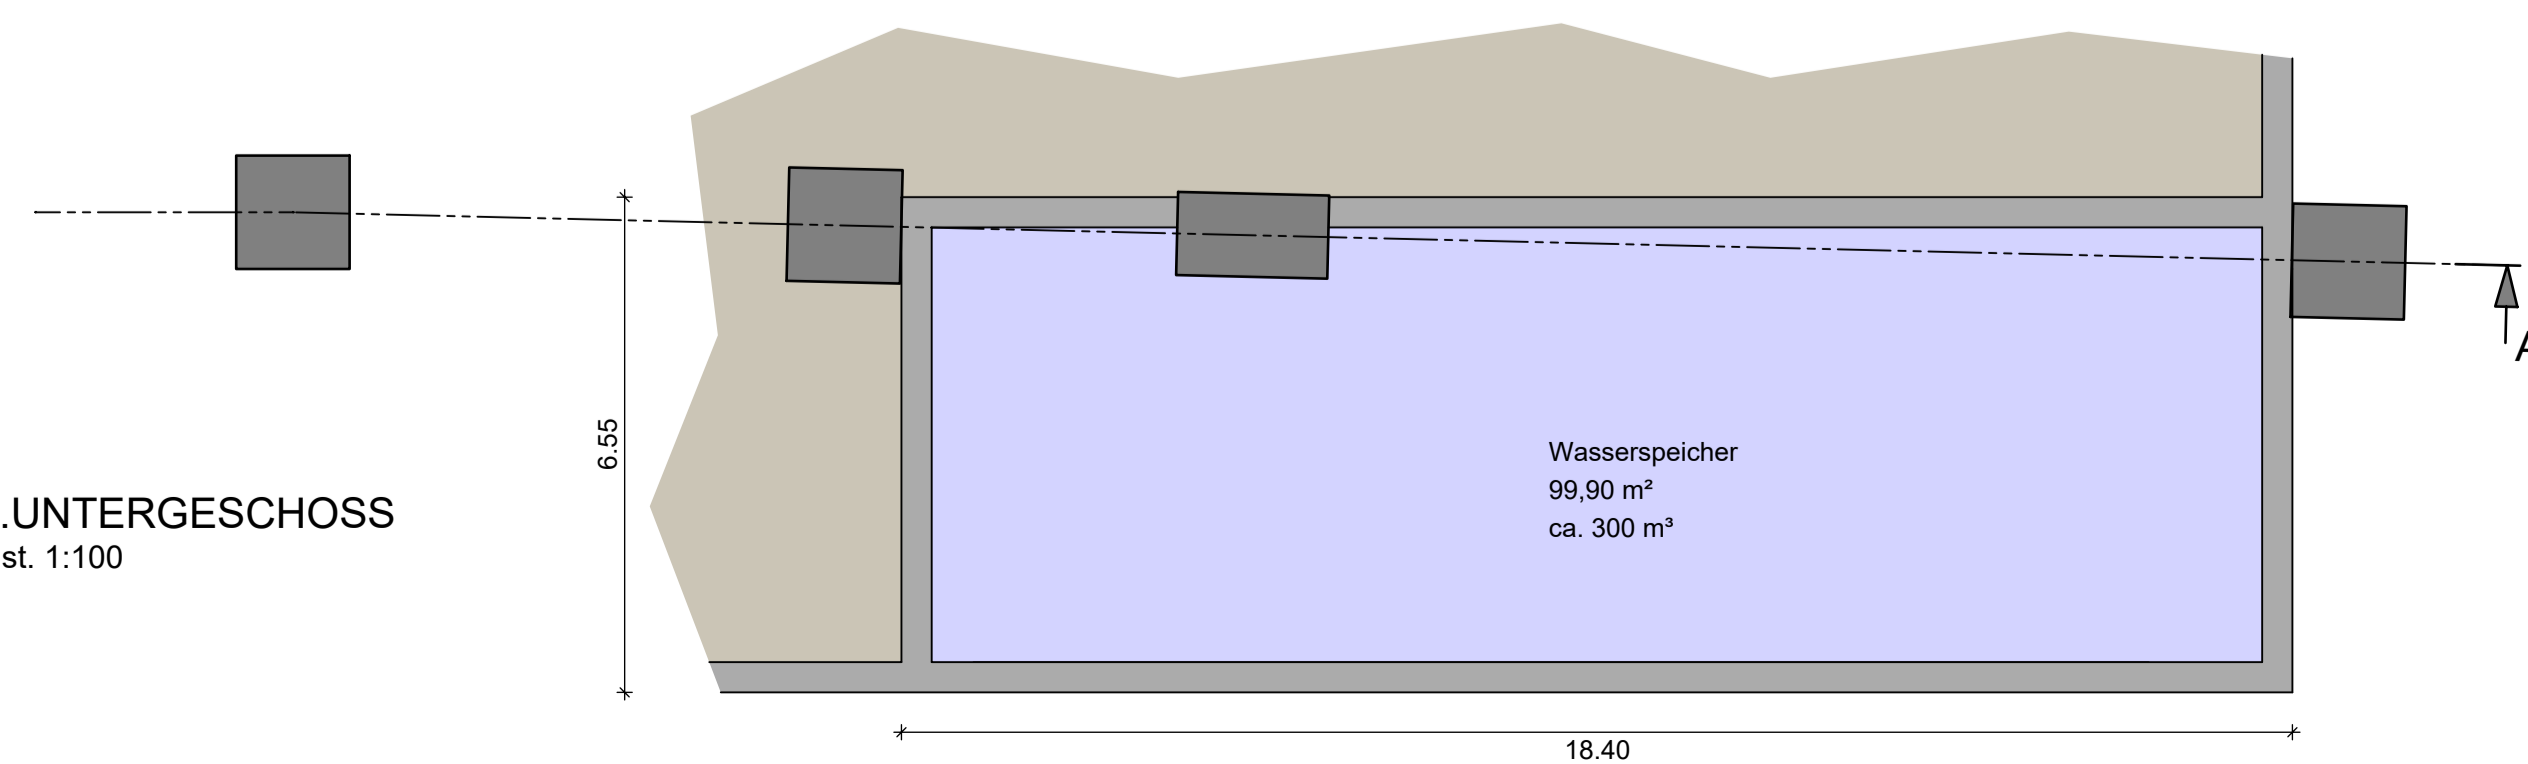 6.55
.UNTERGESCHOSS
st. 1:100
Wasserspeicher
99,90 m²
ca. 300 m³
A
18.40